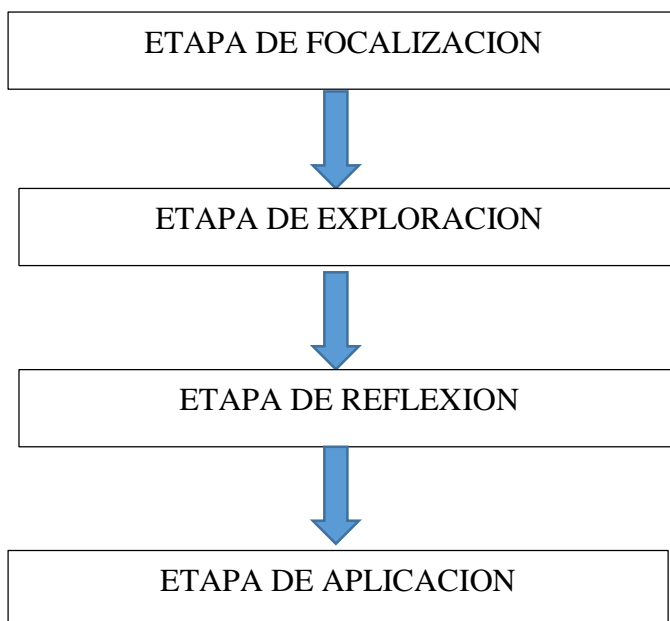 ETAPA DE FOCALIZACION
ETAPA DE EXPLORACION
ETAPA DE REFLEXION
ETAPA DE APLICACION